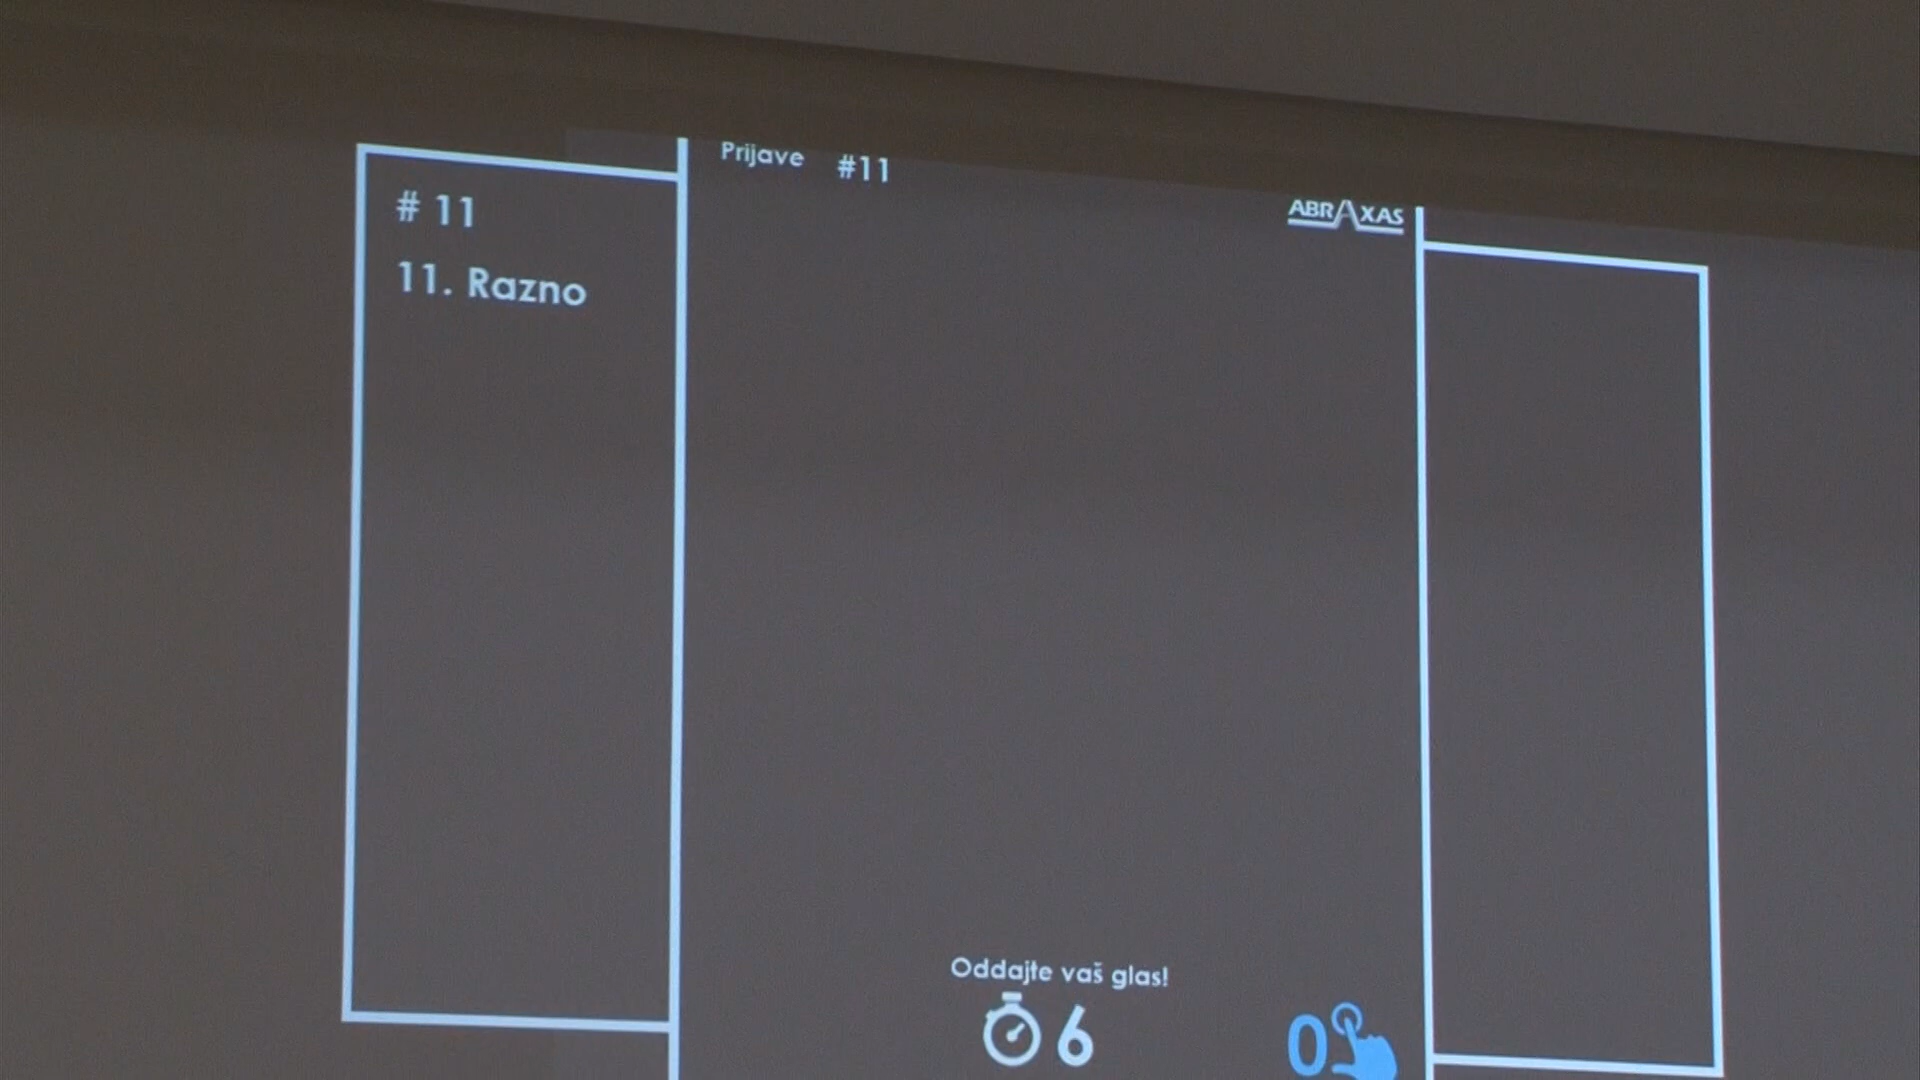 # 11
11. Razno
Prijave #11
ABRAXAS
Oddajte vaš glas!
6
0